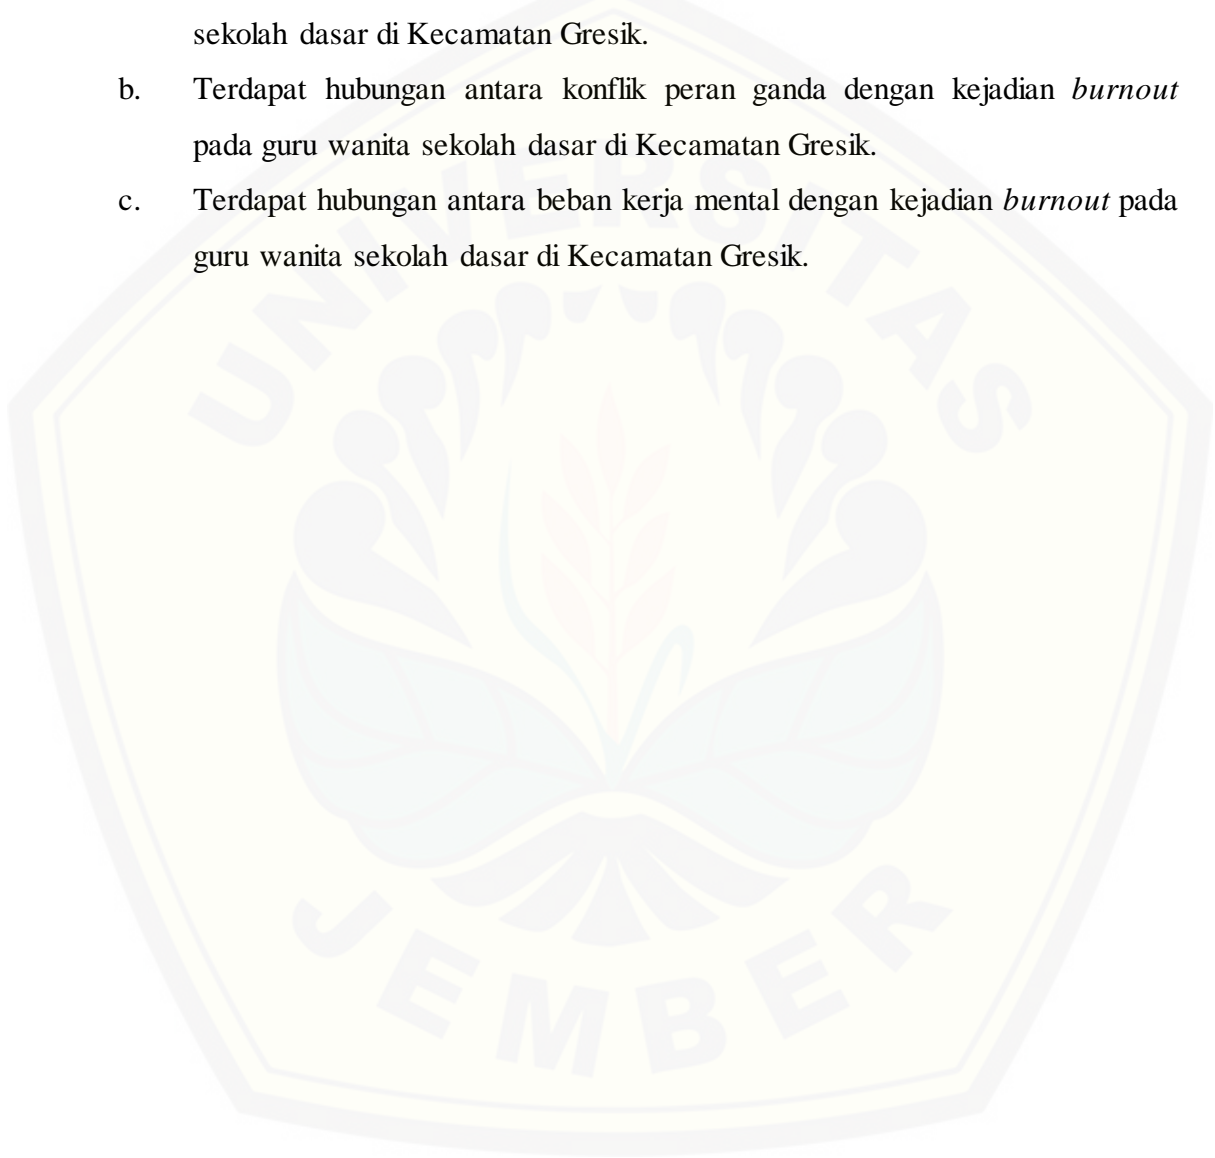 sekolah dasar di Kecamatan Gresik.
b. Terdapat hubungan antara konflik peran ganda dengan kejadian burnout
pada guru wanita sekolah dasar di Kecamatan Gresik.
c. Terdapat hubungan antara beban kerja mental dengan kejadian burnout pada
guru wanita sekolah dasar di Kecamatan Gresik.
UNIVERSITAS
JEMBER